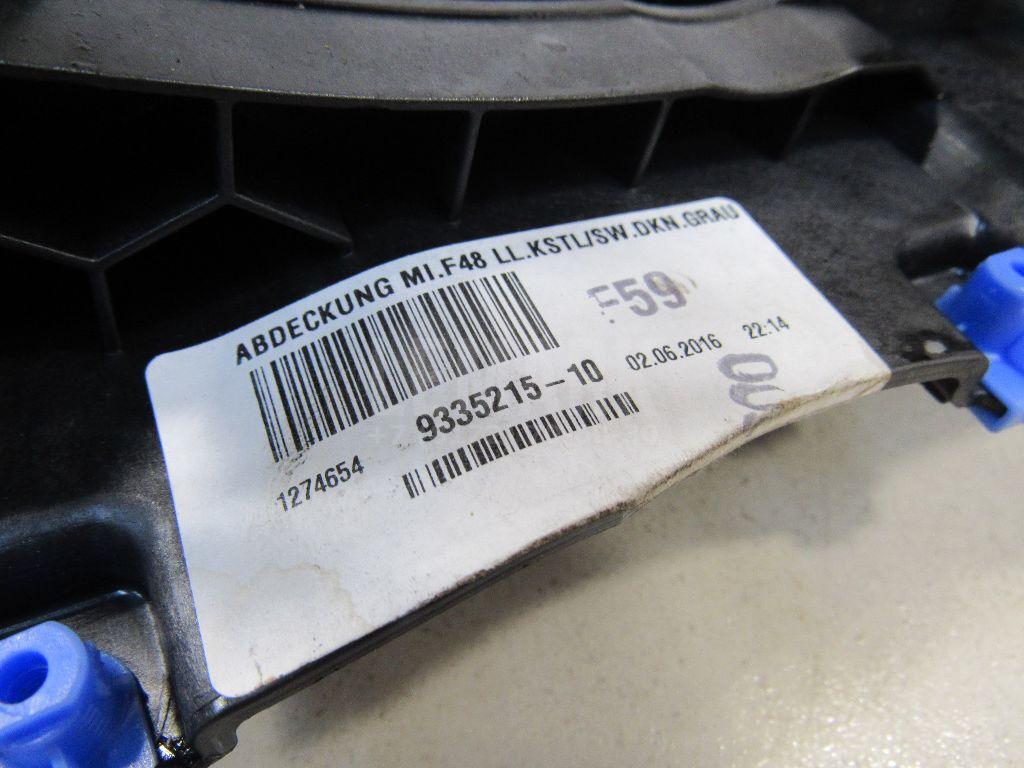 ABDECKUNG MI.F48 LL.KSTL/SW.DKN.GRAU
F59
9335215-10 02.06.2016 22:14
1274654